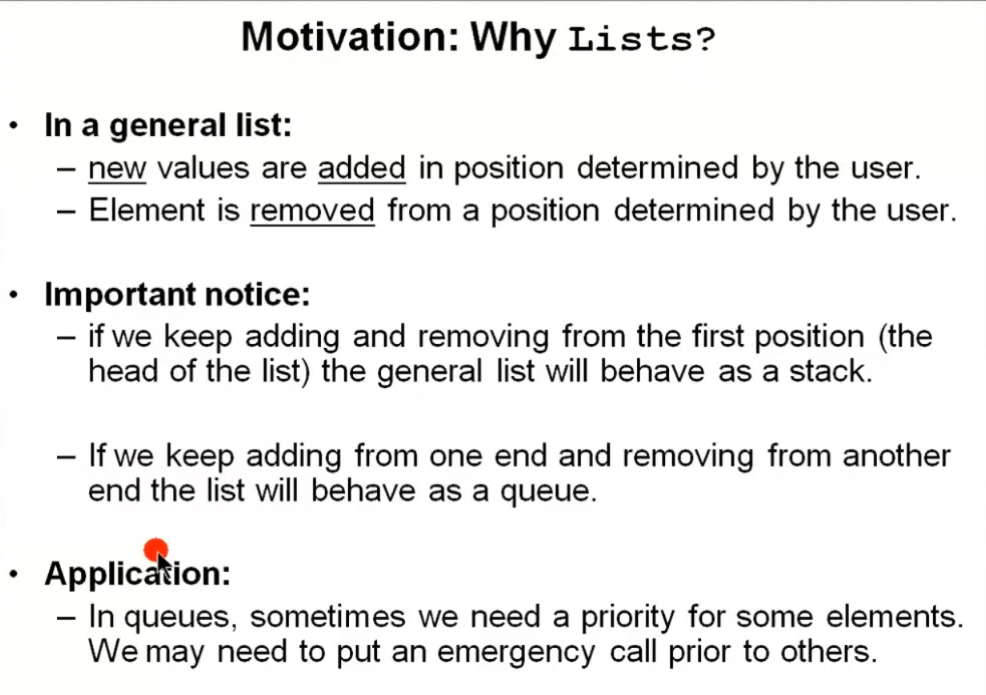 Motivation: Why Lists?
• In a general list:
– new values are added in position determined by the user.
– Element is removed from a position determined by the user.
• Important notice:
– if we keep adding and removing from the first position (the
head of the list) the general list will behave as a stack.
– If we keep adding from one end and removing from another
end the list will behave as a queue.
• Application:
– In queues, sometimes we need a priority for some elements.
We may need to put an emergency call prior to others.